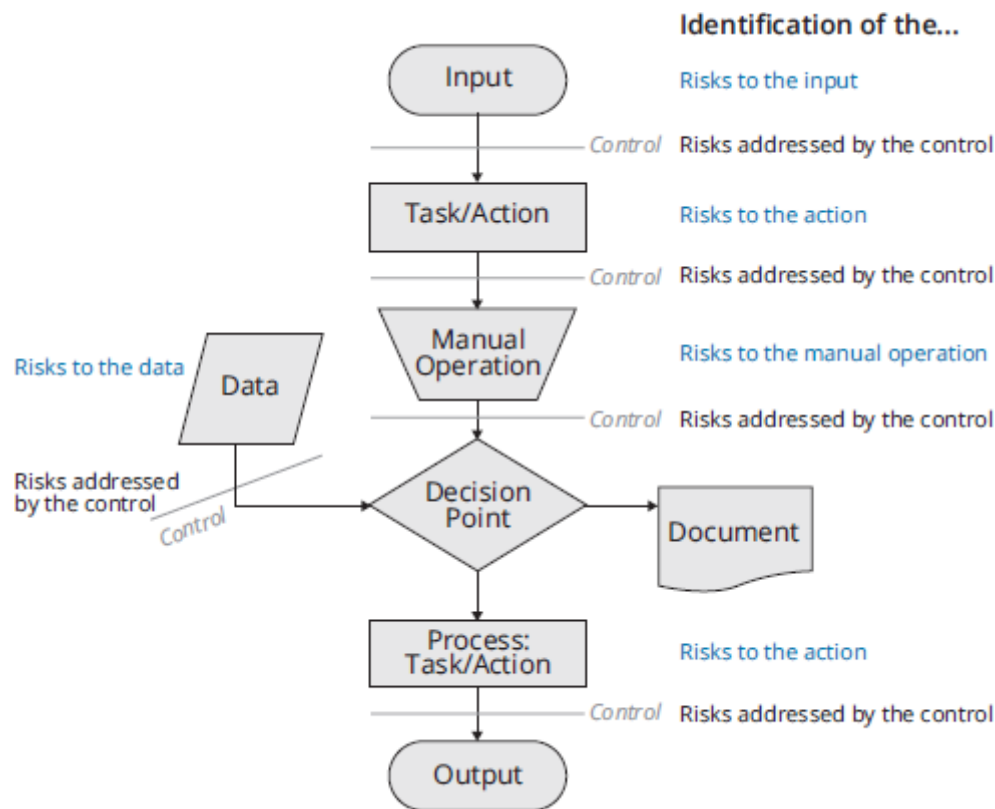 Identification of the...
Input
Risks to the input
Control
Risks addressed by the control
Task/Action
Risks to the action
Control
Risks addressed by the control
Manual
Operation
Risks to the manual operation
Risks to the data
Data
Control
Risks addressed by the control
Risks addressed
by the control
Control
Decision
Point
Document
Process:
Task/Action
Risks to the action
Control
Risks addressed by the control
Output